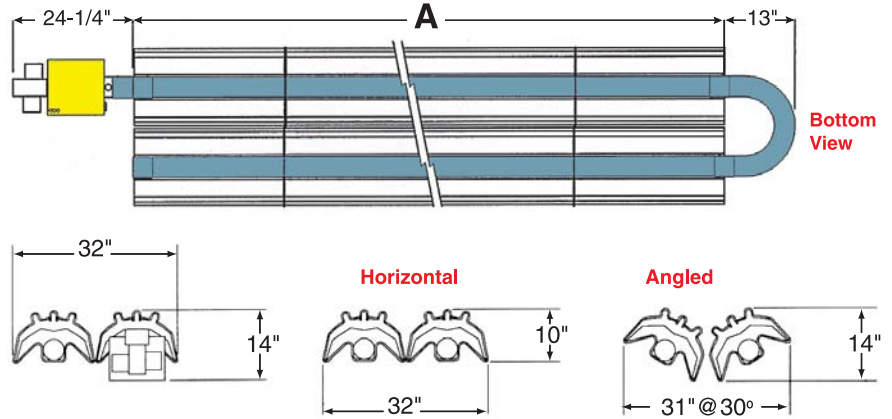 24-1/4"
A
13"
Bottom
View
32"
Horizontal
Angled
14"
10"
14"
32"
31" @ 30º